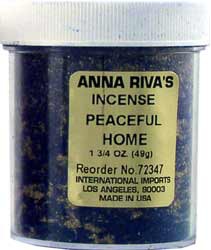 ANNA RIVA'S
INCENSE
PEACEFUL
HOME
1 3/4 OZ. (49g)
Reorder No:72347
INTERNATIONAL IMPORTS
LOS ANGELES, 90003
MADE IN USA